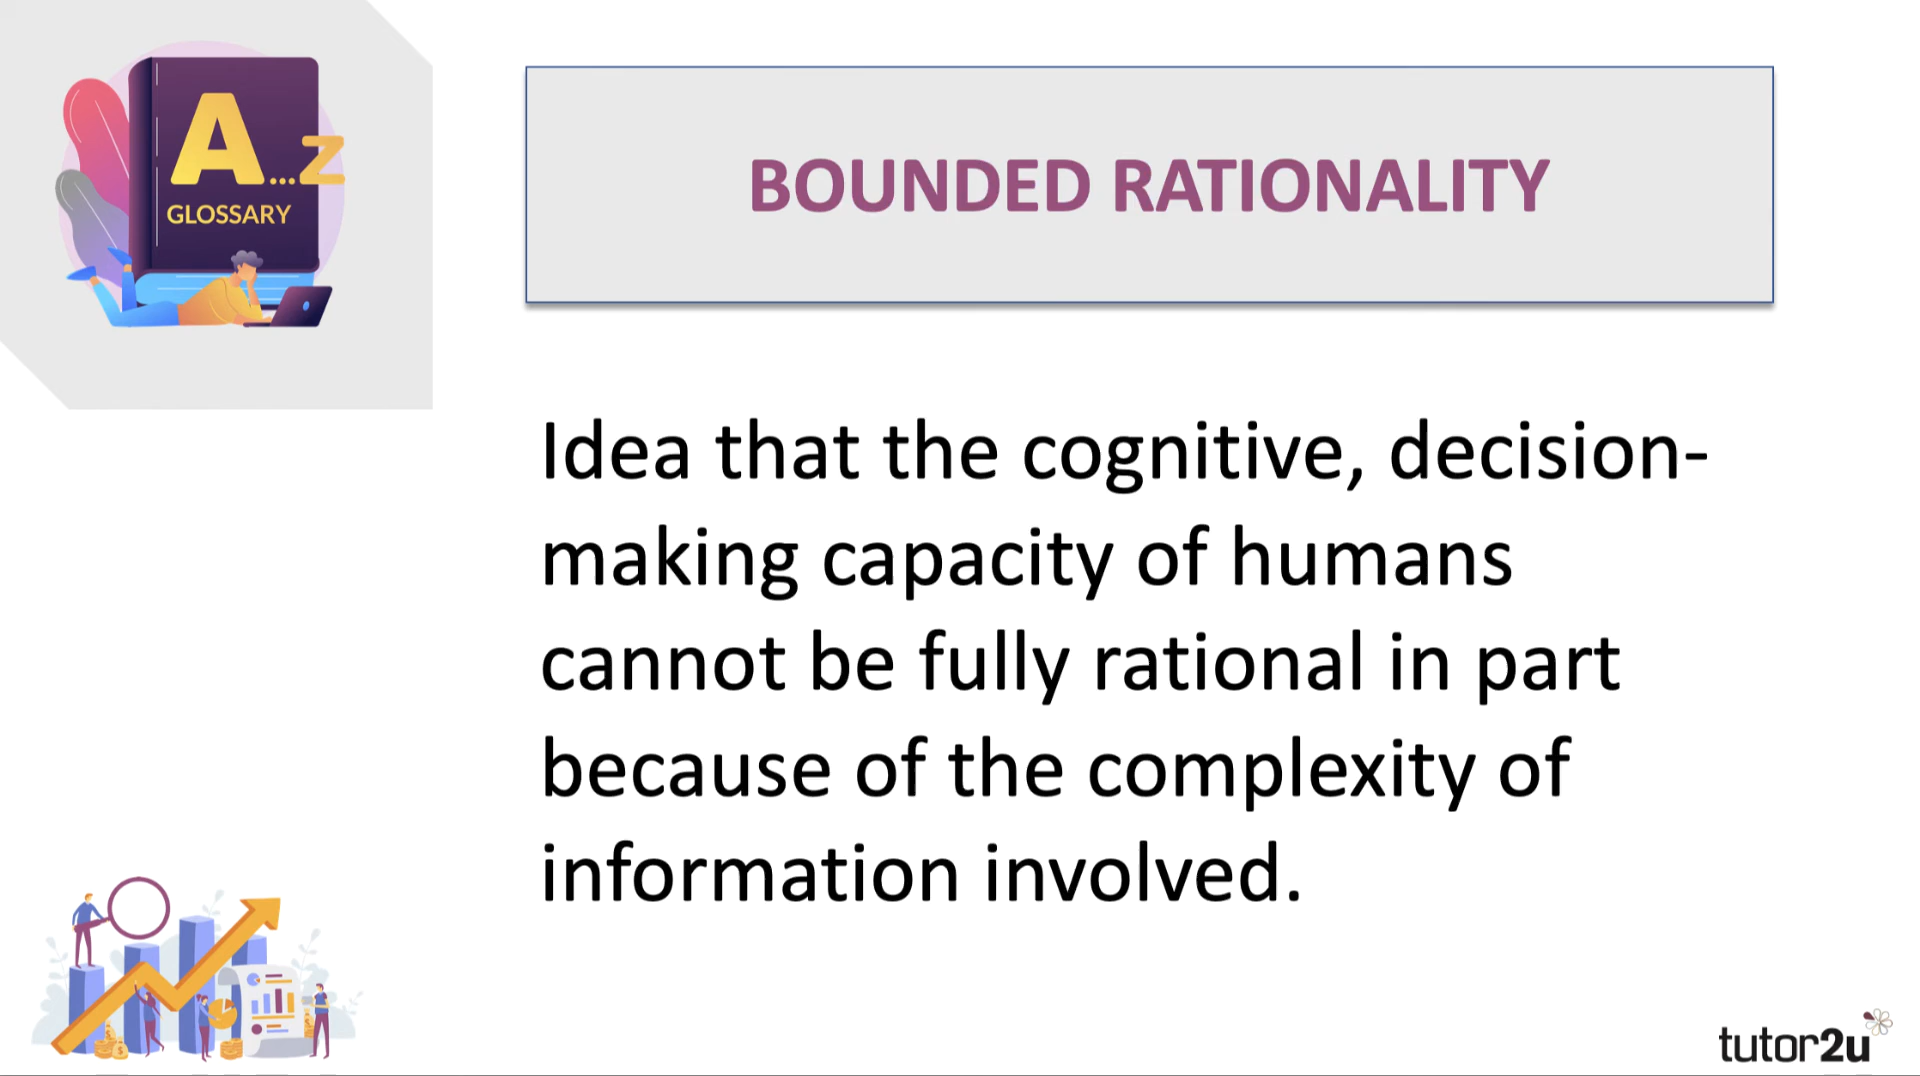 A...Z
GLOSSARY
BOUNDED RATIONALITY
Idea that the cognitive, decision-
making capacity of humans
cannot be fully rational in part
because of the complexity of
information involved.
tutor2u